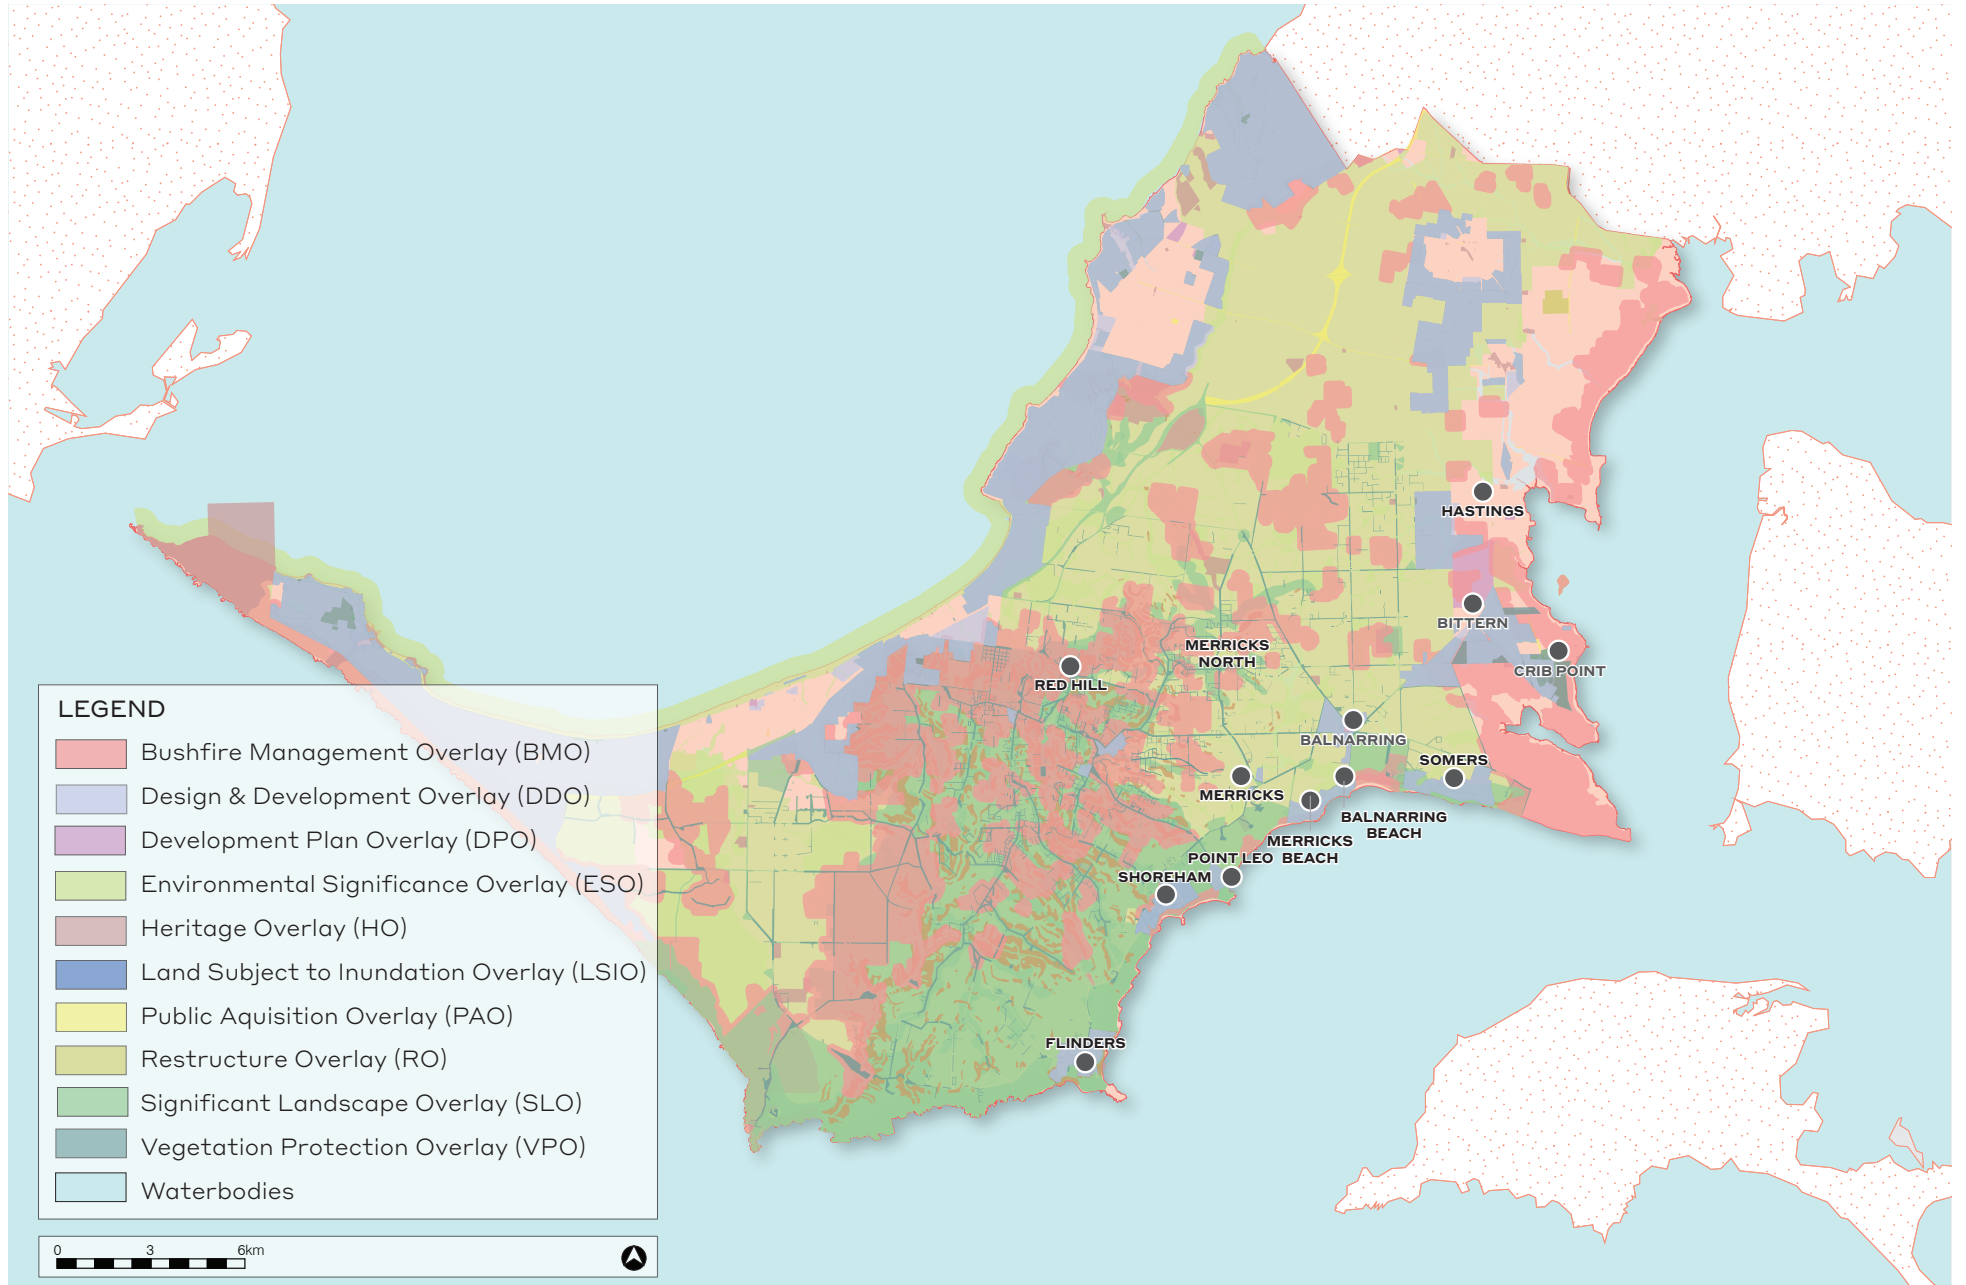 HASTINGS
BITTERN
CRIB POINT
MERRICKS
NORTH
RED HILL
BALNARRING
SOMERS
MERRICKS
BALNARRING
BEACH
MERRICKS
BEACH
POINT LEO
SHOREHAM
FLINDERS
LEGEND
Bushfire Management Overlay (BMO)
Design & Development Overlay (DDO)
Development Plan Overlay (DPO)
Environmental Significance Overlay (ESO)
Heritage Overlay (HO)
Land Subject to Inundation Overlay (LSIO)
Public Aquisition Overlay (PAO)
Restructure Overlay (RO)
Significant Landscape Overlay (SLO)
Vegetation Protection Overlay (VPO)
Waterbodies
0 3 6km